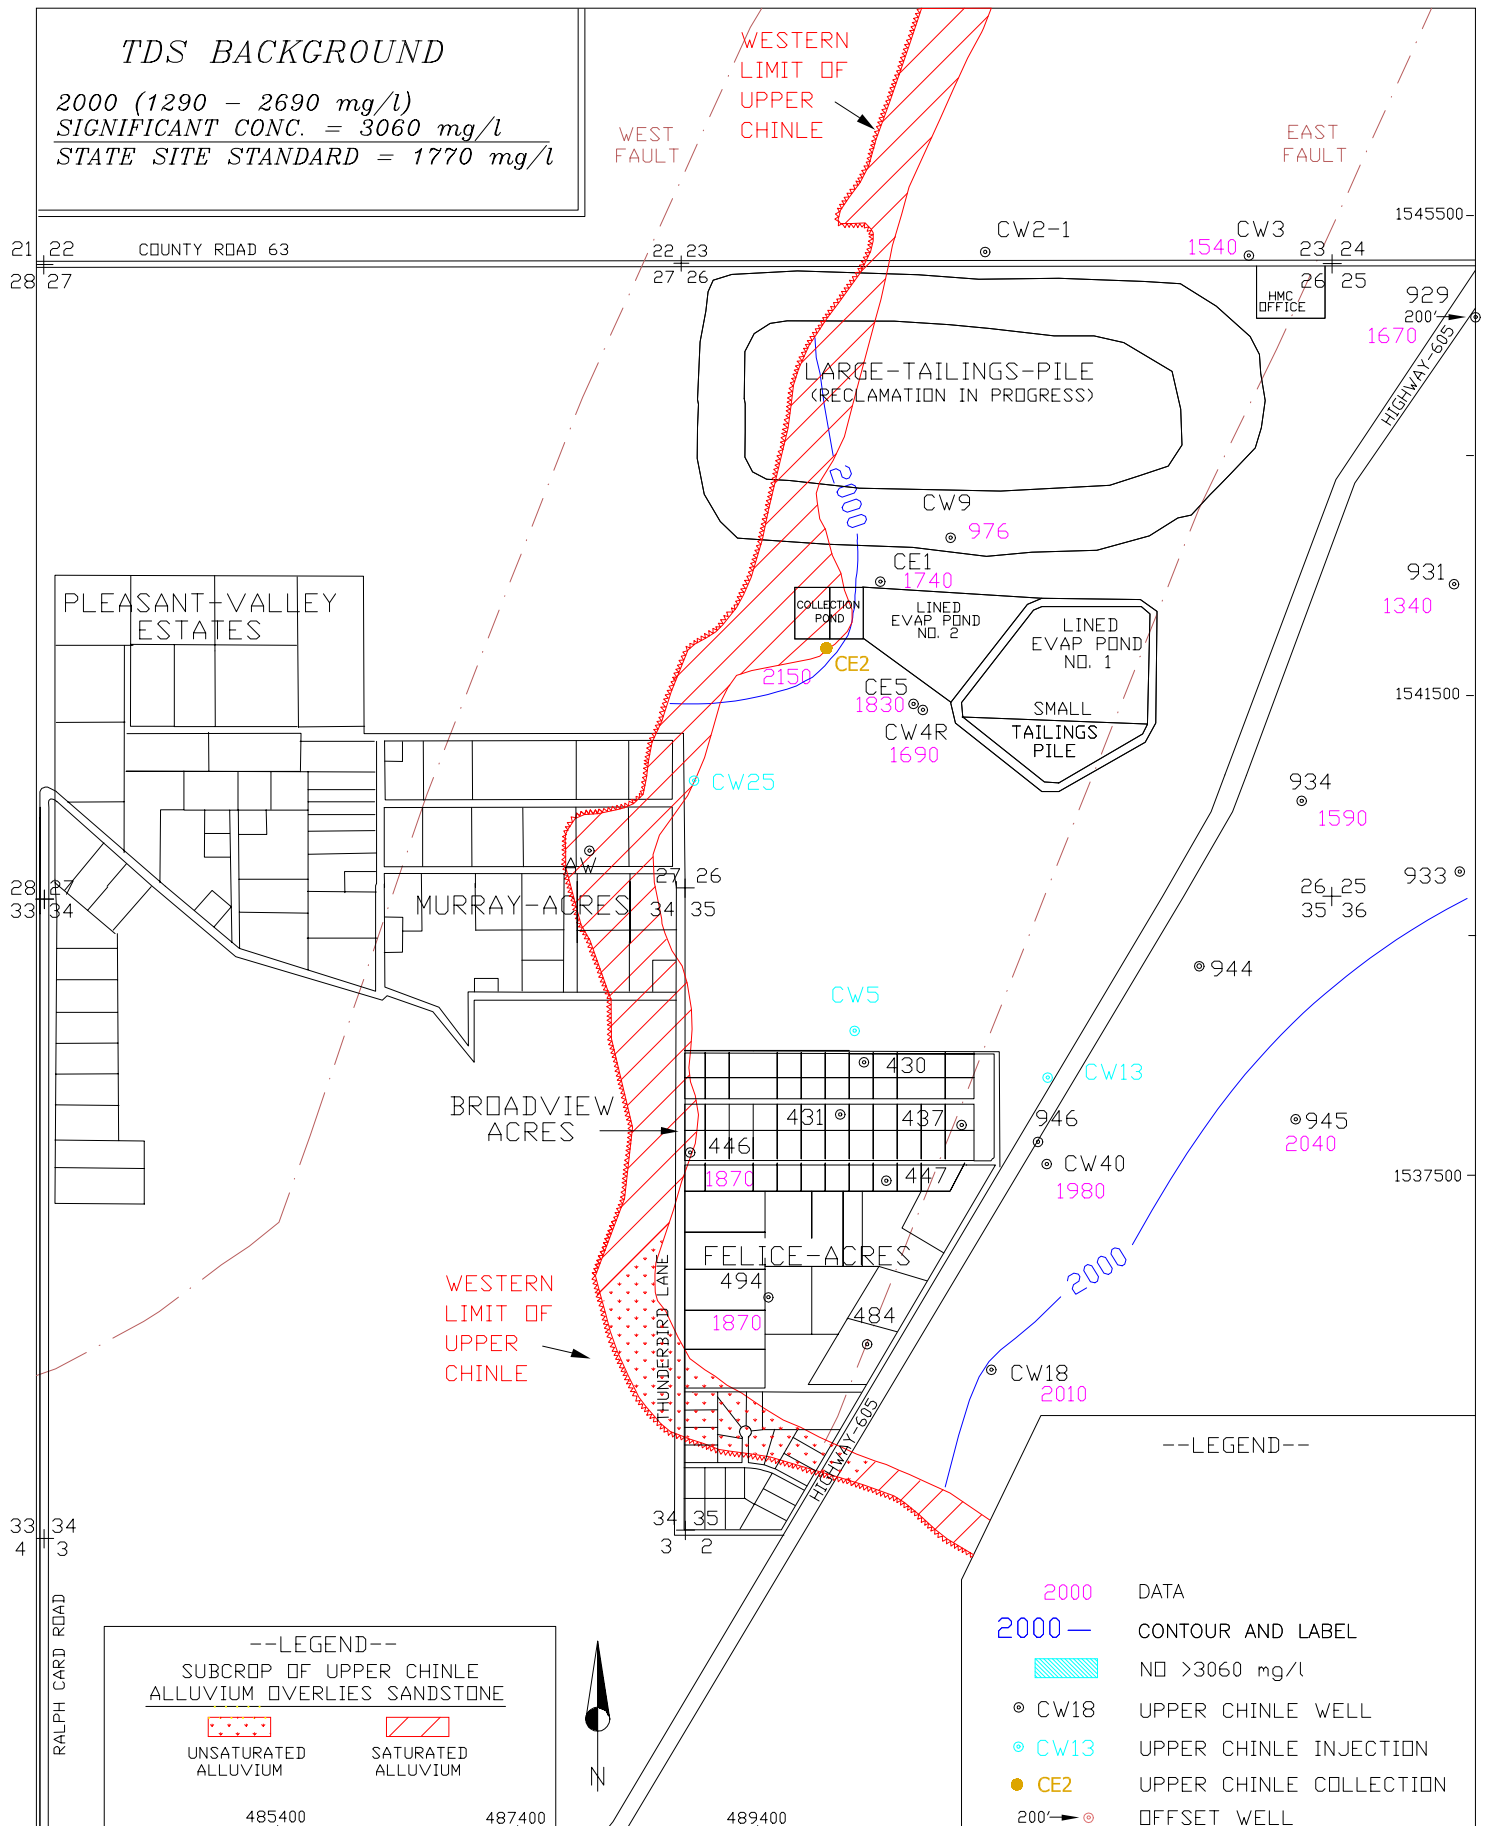 TDS BACKGROUND
2000 (1290 - 2690 mg/l)
SIGNIFICANT CONC. = 3060 mg/l
STATE SITE STANDARD = 1770 mg/l
WESTERN
LIMIT OF
UPPER
CHINLE
WEST
FAULT
EAST
FAULT
1545500
21 22
28 27
COUNTY ROAD 63
22 23
27 26
CW2-1
CW3
1540
23 24
26 25
HMC
OFFICE
929
200'
1670
HIGHWAY-605
LARGE-TAILINGS-PILE
(RECLAMATION IN PROGRESS)
2000
CW9
976
CE1
1740
931
1340
PLEASANT-VALLEY
ESTATES
COLLECTION
POND
LINED
EVAP POND
NO. 2
LINED
EVAP POND
NO. 1
CE2
2150
CE5
1830
CW4R
1690
SMALL
TAILINGS
PILE
1541500
CW25
934
1590
AW
28 27
33 34
27 26
34 35
MURRAY-ACRES
933
26 25
35 36
944
CW5
430
CW13
BROADVIEW
ACRES
431
437
946
945
2040
446
1870
447
CW40
1980
1537500
FELICE-ACRES
THUNDERBIRD LANE
494
1870
484
2000
WESTERN
LIMIT OF
UPPER
CHINLE
CW18
2010
HIGHWAY-605
33 34
4 3
34 35
3 2
RALPH CARD ROAD
--LEGEND--
SUBCROP OF UPPER CHINLE
ALLUVIUM OVERLIES SANDSTONE
UNSATURATED
ALLUVIUM
SATURATED
ALLUVIUM
N
485400
487400
489400
--LEGEND--
2000 DATA
2000 CONTOUR AND LABEL
NO >3060 mg/l
CW18 UPPER CHINLE WELL
CW13 UPPER CHINLE INJECTION
CE2 UPPER CHINLE COLLECTION
200' OFFSET WELL